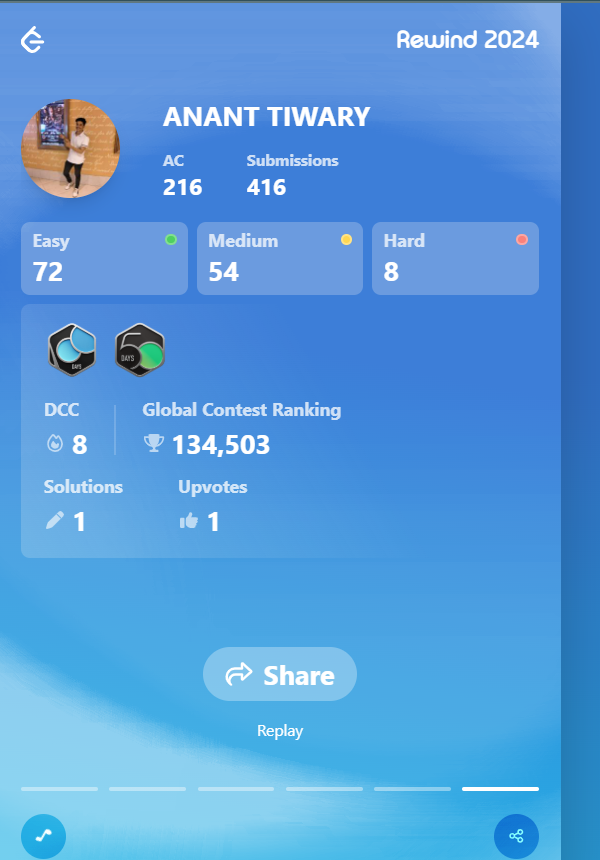 Rewind 2024
ANANT TIWARY
AC Submissions
216 416
Easy Medium Hard
72 54 8
DAYS 50 DAYS
DCC Global Contest Ranking
8 134,503
Solutions Upvotes
1 1
Share
Replay